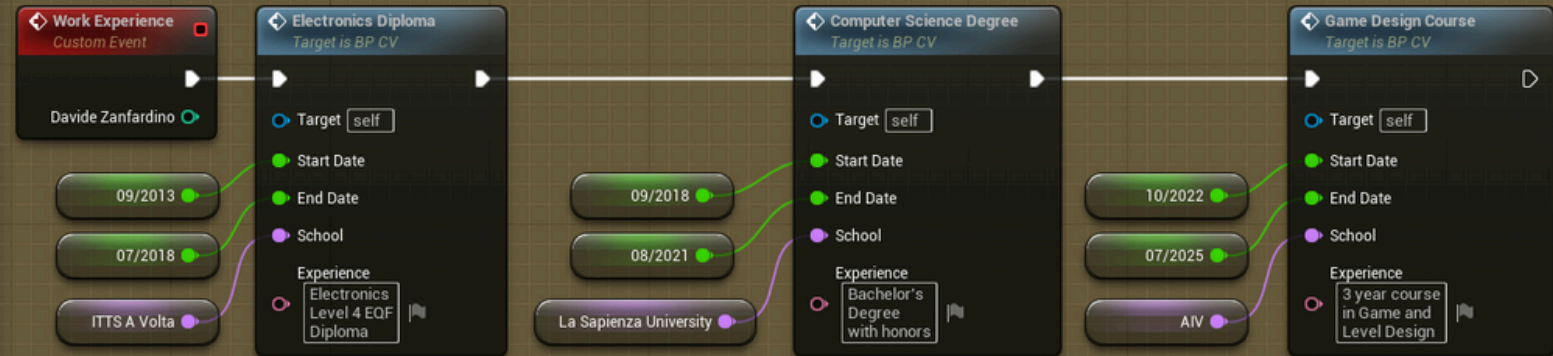 Work Experience
Custom Event
Davide Zanfardino
09/2013
07/2018
ITTS A Volta
Electronics Diploma
Target is BP CV
Target self
Start Date
End Date
School
Experience
Electronics
Level 4 EQF
Diploma
09/2018
08/2021
La Sapienza University
Computer Science Degree
Target is BP CV
Target self
Start Date
End Date
School
Experience
Bachelor's
Degree
with honors
10/2022
07/2025
AIV
Game Design Course
Target is BP CV
Target self
Start Date
End Date
School
Experience
3 year course
in Game and
Level Design